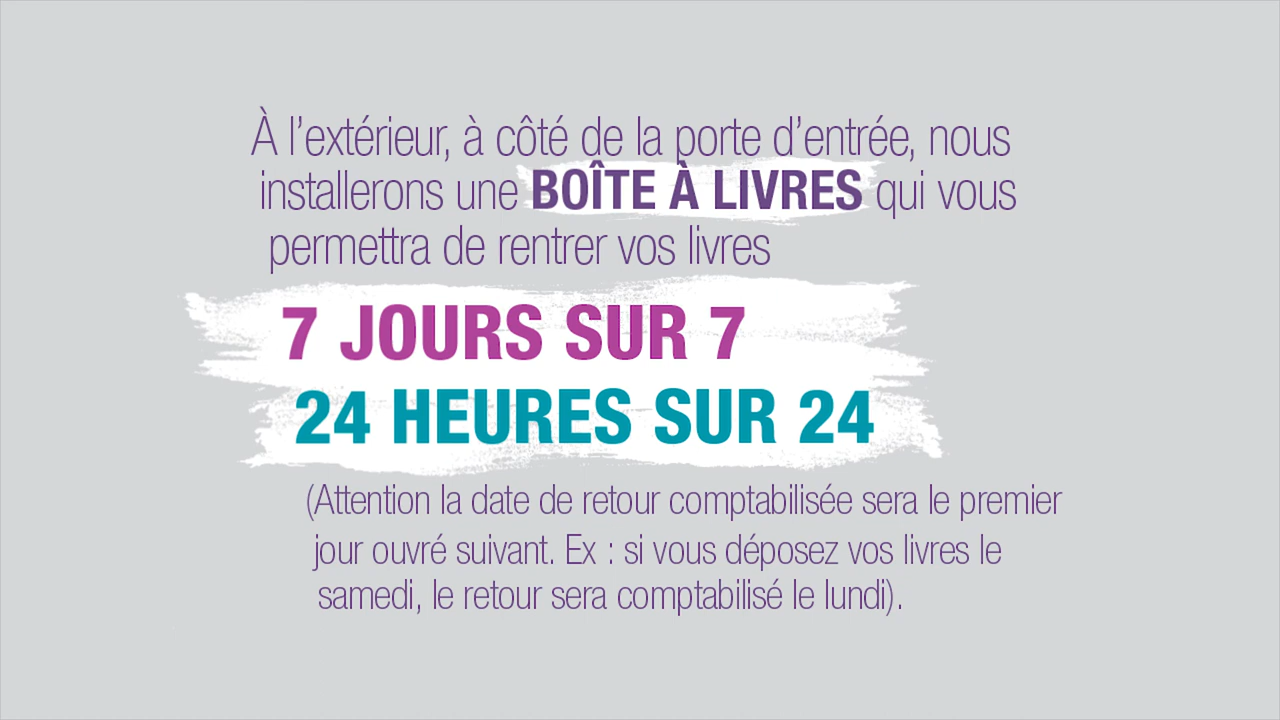 À l'extérieur, à côté de la porte d'entrée, nous
installerons une BOÎTE À LIVRES qui vous
permettra de rentrer vos livres
7 JOURS SUR 7
24 HEURES SUR 24
(Attention la date de retour comptabilisée sera le premier
jour ouvré suivant. Ex : si vous déposez vos livres le
samedi, le retour sera comptabilisé le lundi).